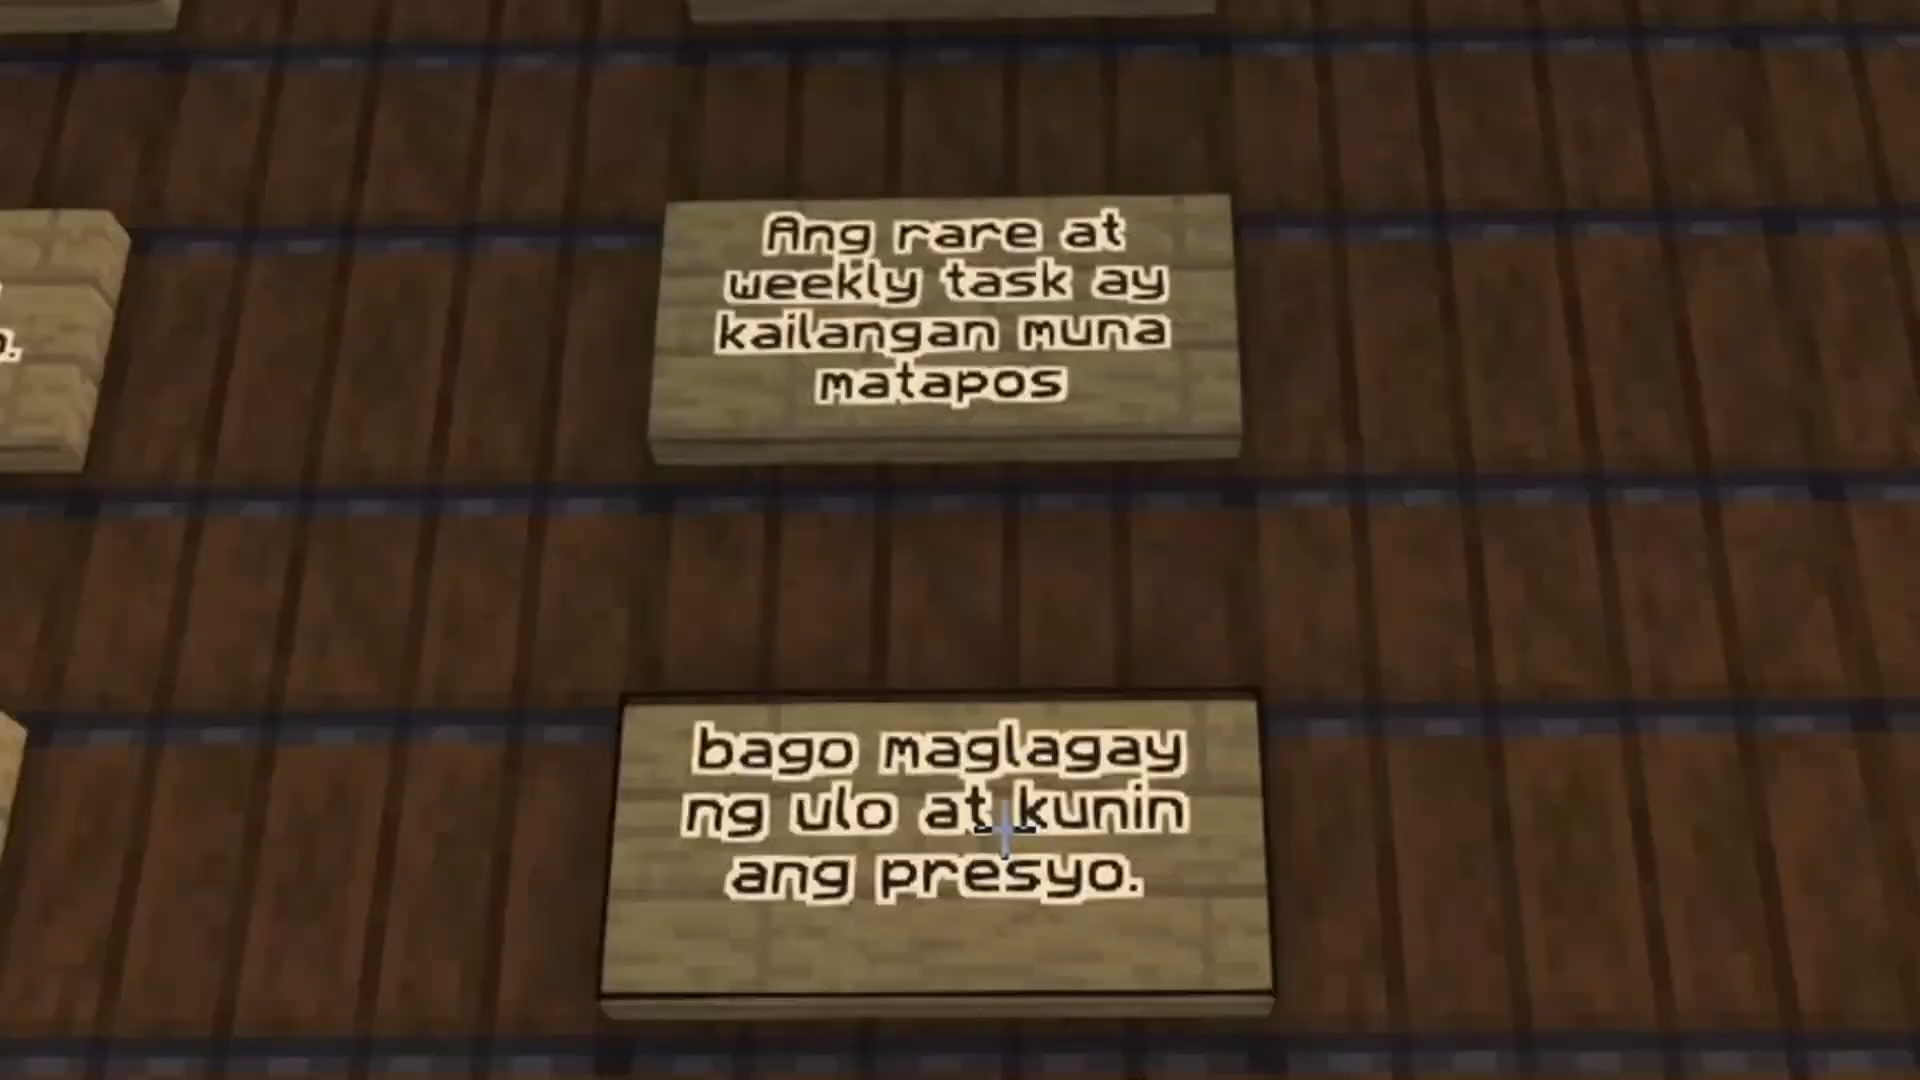 Ang rare at
weekly task ay
kailangan muna
matapos
bago maglagay
ng ulo at kunin
ang presyo.